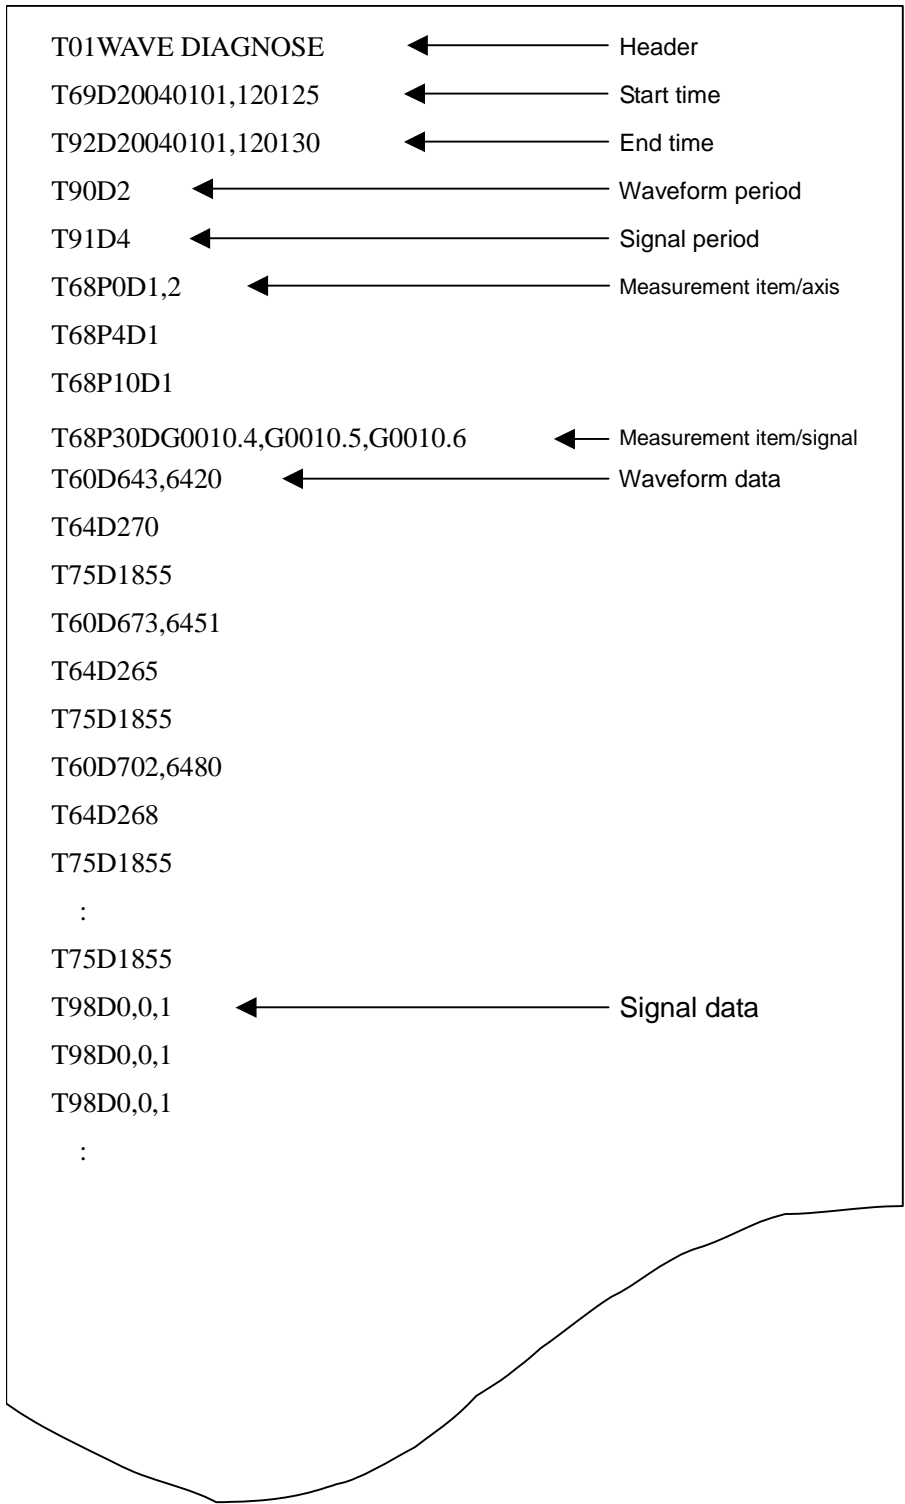 T01WAVE DIAGNOSE Header
T69D20040101,120125 Start time
T92D20040101,120130 End time
T90D2 Waveform period
T91D4 Signal period
T68P0D1,2 Measurement item/axis
T68P4D1
T68P10D1
T68P30DG0010.4,G0010.5,G0010.6 Measurement item/signal
T60D643,6420 Waveform data
T64D270
T75D1855
T60D673,6451
T64D265
T75D1855
T60D702,6480
T64D268
T75D1855
:
T75D1855
T98D0,0,1 Signal data
T98D0,0,1
T98D0,0,1
: